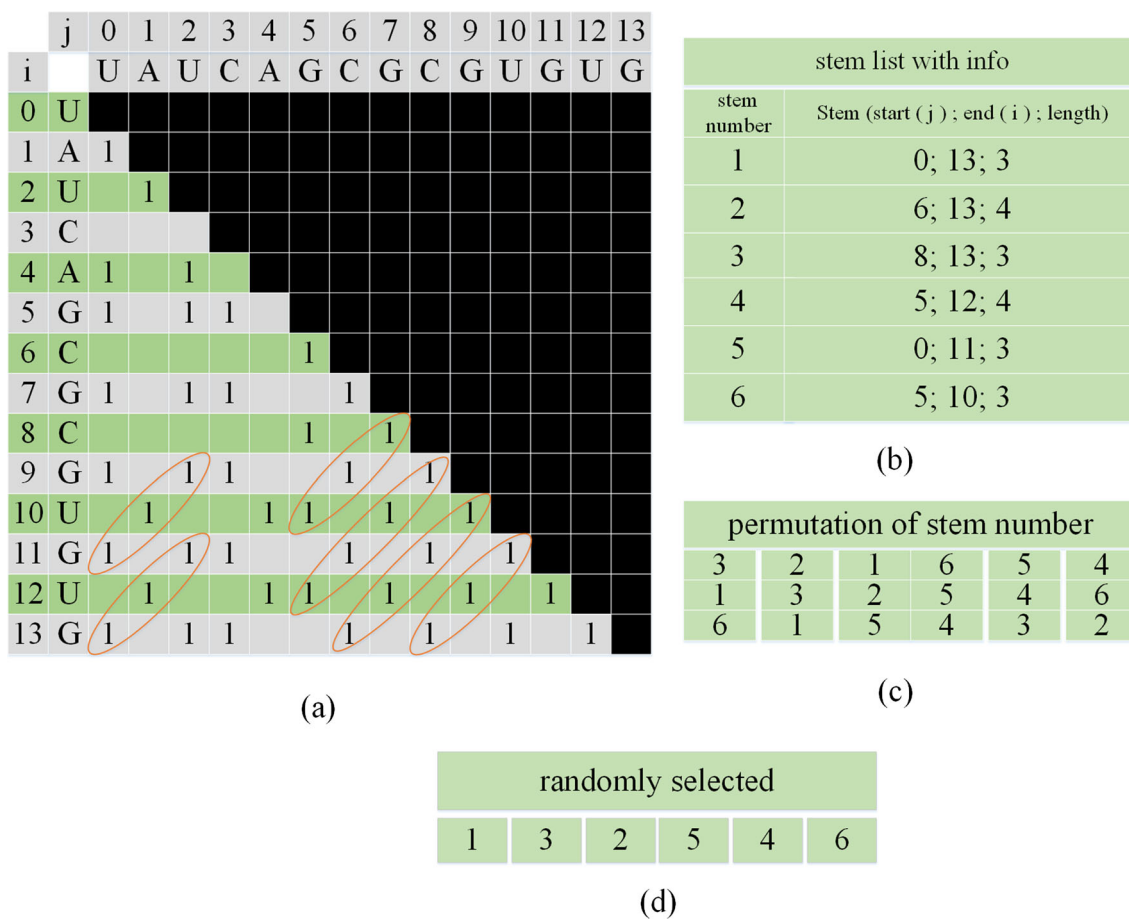 j 0 1 2 3 4 5 6 7 8 9 10 11 12 13
i U A U C A G C G C G U G U G
0 U
1 A 1
2 U 1
3 C
4 A 1 1
5 G 1 1 1
6 C 1
7 G 1 1 1 1
8 C 1 1
9 G 1 1 1 1 1
10 U 1 1 1 1 1
11 G 1 1 1 1 1 1
12 U 1 1 1 1 1 1
13 G 1 1 1 1 1 1 1
(a)
stem list with info
stem number Stem (start ( j ) ; end ( i ) ; length)
1 0; 13; 3
2 6; 13; 4
3 8; 13; 3
4 5; 12; 4
5 0; 11; 3
6 5; 10; 3
(b)
permutation of stem number
3 2 1 6 5 4
1 3 2 5 4 6
6 1 5 4 3 2
(c)
randomly selected
1 3 2 5 4 6
(d)